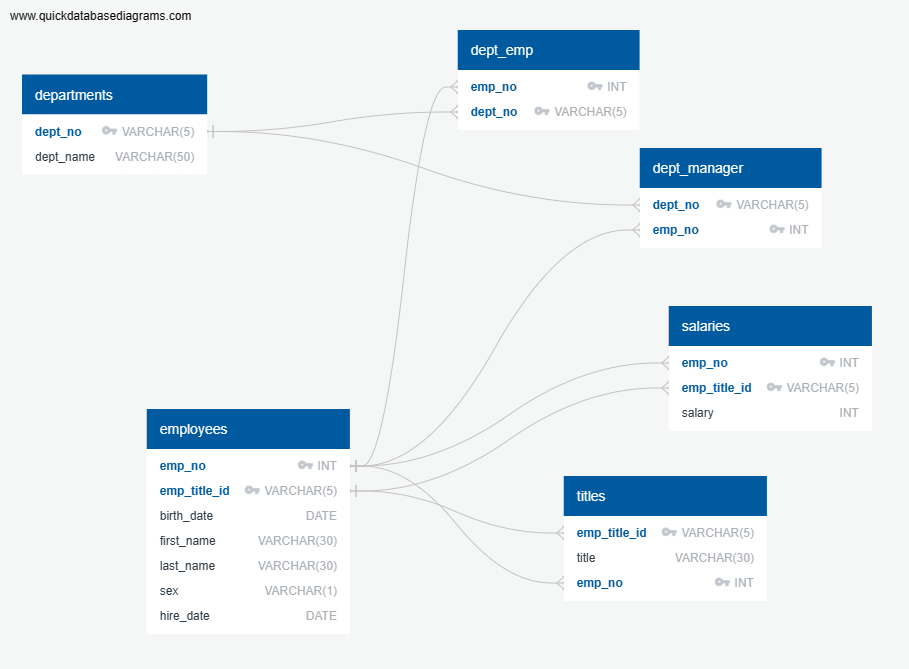 www.quickdatabasediagrams.com
departments
dept_no VARCHAR(5)
dept_name VARCHAR(50)
dept_emp
emp_no INT
dept_no VARCHAR(5)
dept_manager
dept_no VARCHAR(5)
emp_no INT
salaries
emp_no INT
emp_title_id VARCHAR(5)
salary INT
employees
emp_no INT
emp_title_id VARCHAR(5)
birth_date DATE
first_name VARCHAR(30)
last_name VARCHAR(30)
sex VARCHAR(1)
hire_date DATE
titles
emp_title_id VARCHAR(5)
title VARCHAR(30)
emp_no INT